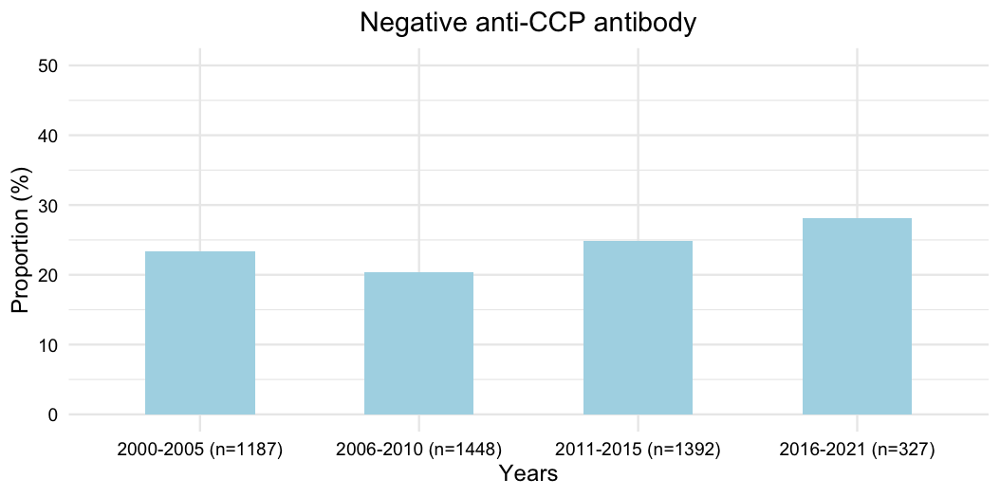 Negative anti-CCP antibody
Proportion (%)
50
40
30
20
10
0
2000-2005 (n=1187) 2006-2010 (n=1448) 2011-2015 (n=1392) 2016-2021 (n=327)
Years